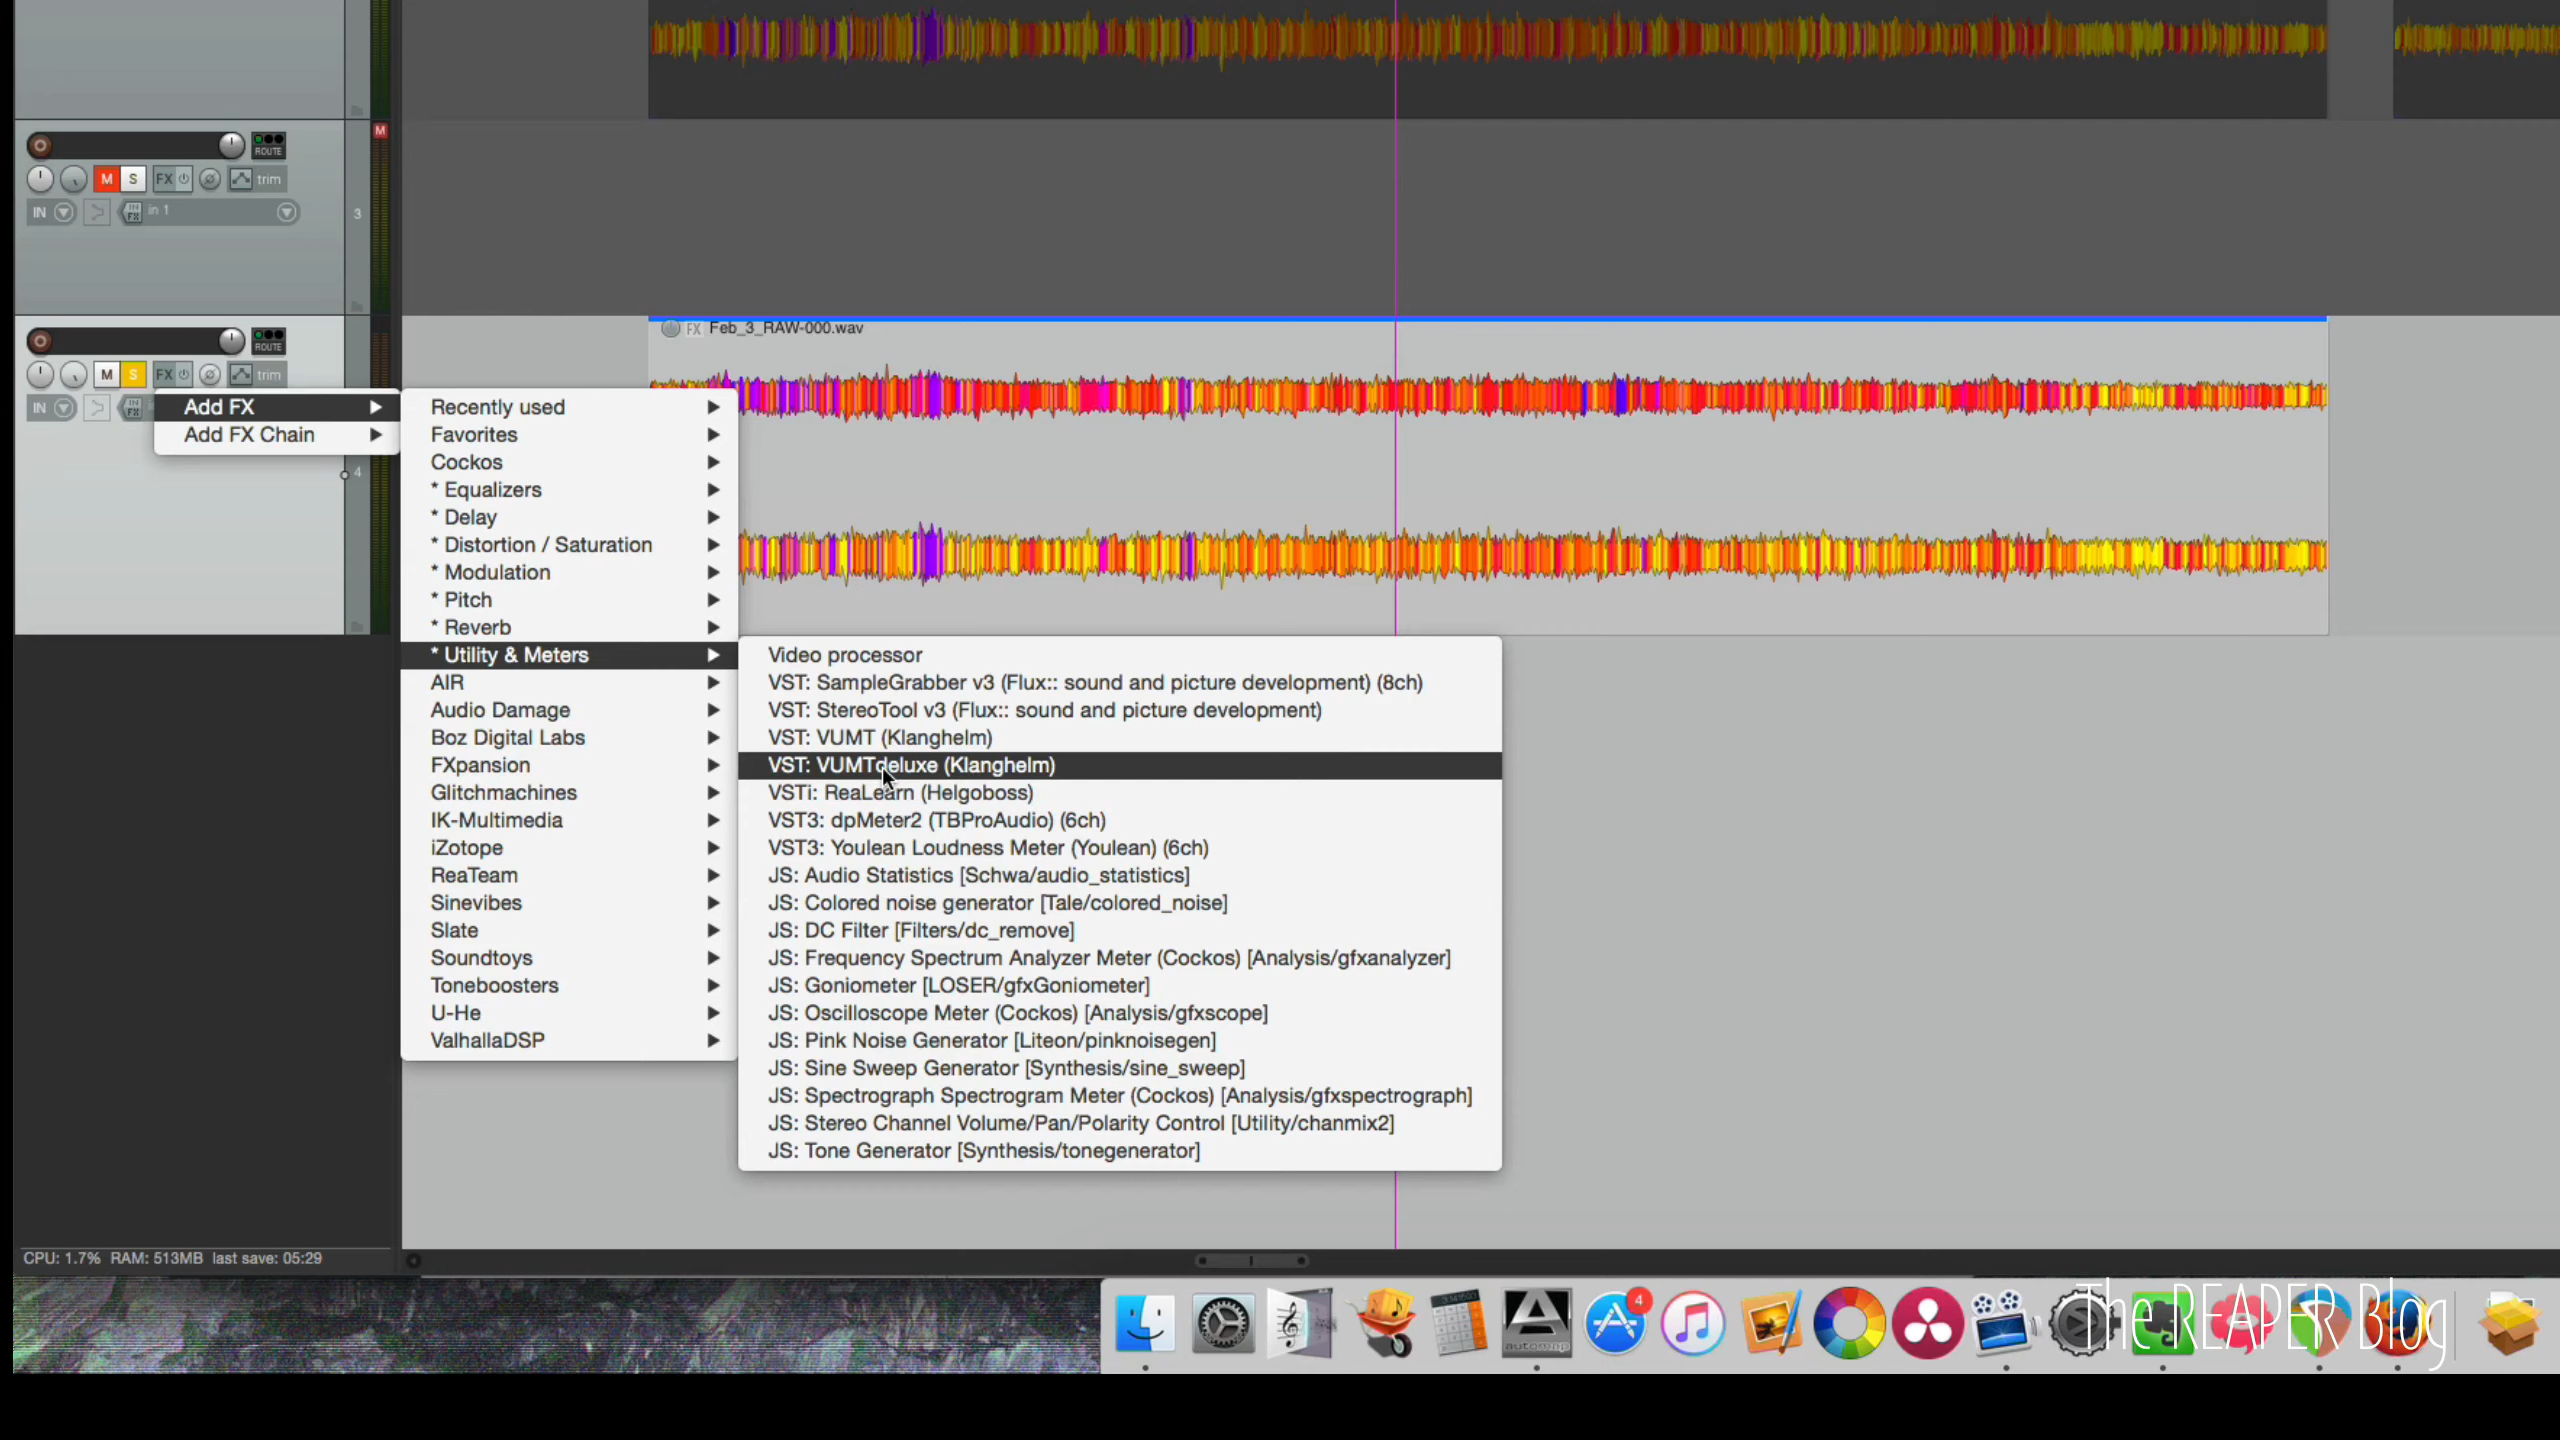 M
ROUTE
M S FX trim
IN IN FX in 1
3
FX Feb_3_RAW-000.wav
ROUTE
M S FX trim
IN IN FX
4
Add FX
Add FX Chain
Recently used
Favorites
Cockos
* Equalizers
* Delay
* Distortion / Saturation
* Modulation
* Pitch
* Reverb
* Utility & Meters
AIR
Audio Damage
Boz Digital Labs
FXpansion
Glitchmachines
IK-Multimedia
iZotope
ReaTeam
Sinevibes
Slate
Soundtoys
Toneboosters
U-He
ValhallaDSP
Video processor
VST: SampleGrabber v3 (Flux:: sound and picture development) (8ch)
VST: StereoTool v3 (Flux:: sound and picture development)
VST: VUMT (Klanghelm)
VST: VUMTdeluxe (Klanghelm)
VSTi: ReaLearn (Helgoboss)
VST3: dpMeter2 (TBProAudio) (6ch)
VST3: Youlean Loudness Meter (Youlean) (6ch)
JS: Audio Statistics [Schwa/audio_statistics]
JS: Colored noise generator [Tale/colored_noise]
JS: DC Filter [Filters/dc_remove]
JS: Frequency Spectrum Analyzer Meter (Cockos) [Analysis/gfxanalyzer]
JS: Goniometer [LOSER/gfxGoniometer]
JS: Oscilloscope Meter (Cockos) [Analysis/gfxscope]
JS: Pink Noise Generator [Liteon/pinknoisegen]
JS: Sine Sweep Generator [Synthesis/sine_sweep]
JS: Spectrograph Spectrogram Meter (Cockos) [Analysis/gfxspectrograph]
JS: Stereo Channel Volume/Pan/Polarity Control [Utility/chanmix2]
JS: Tone Generator [Synthesis/tonegenerator]
CPU: 1.7% RAM: 513MB last save: 05:29
automap
4
The REAPER Blog